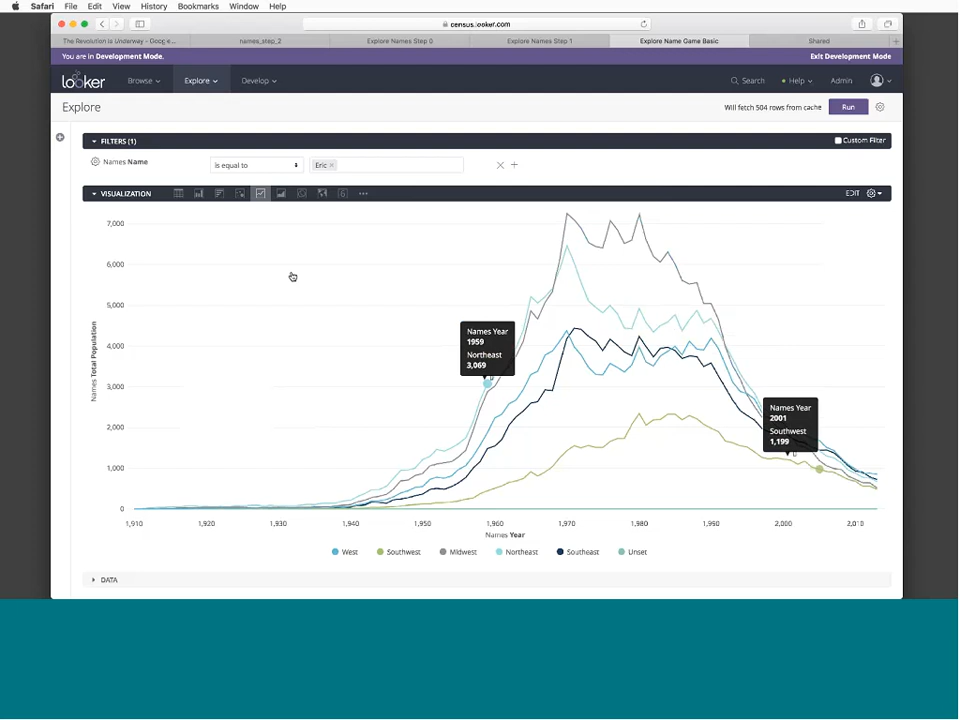 Safari File Edit View History Bookmarks Window Help
census.looker.com
The Revolution is Underway - Goog e... names_step_2 Explore Names Step 0 Explore Names Step 1 Explore Name Game Basic Shared
You are in Development Mode. Exit Development Mode
looker Browse Explore Develop Search Help Admin
Explore Will fetch 504 rows from cache Run
FILTERS (1) Custom Filter
Names Name is equal to Eric
VISUALIZATION EDIT
7,000
6,000
5,000
4,000
3,000
2,000
1,000
0
Names Total Population
Names Year
1959
Northeast
3,069
Names Year
2001
Southwest
1,199
1,910 1,920 1,930 1,940 1,950 1,960 1,970 1,980 1,990 2,000 2,010
Names Year
West Southwest Midwest Northeast Southeast Unset
DATA